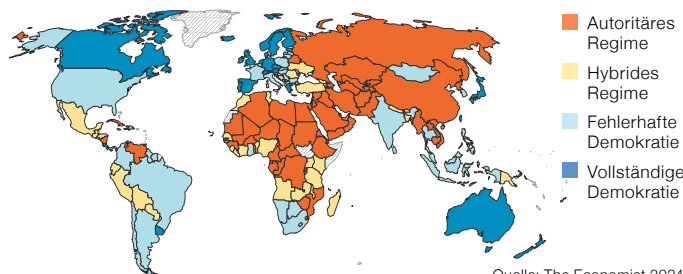 Autoritäres
Regime
Hybrides
Regime
Fehlerhafte
Demokratie
Vollständige
Demokratie
Quelle: The Economist 2024